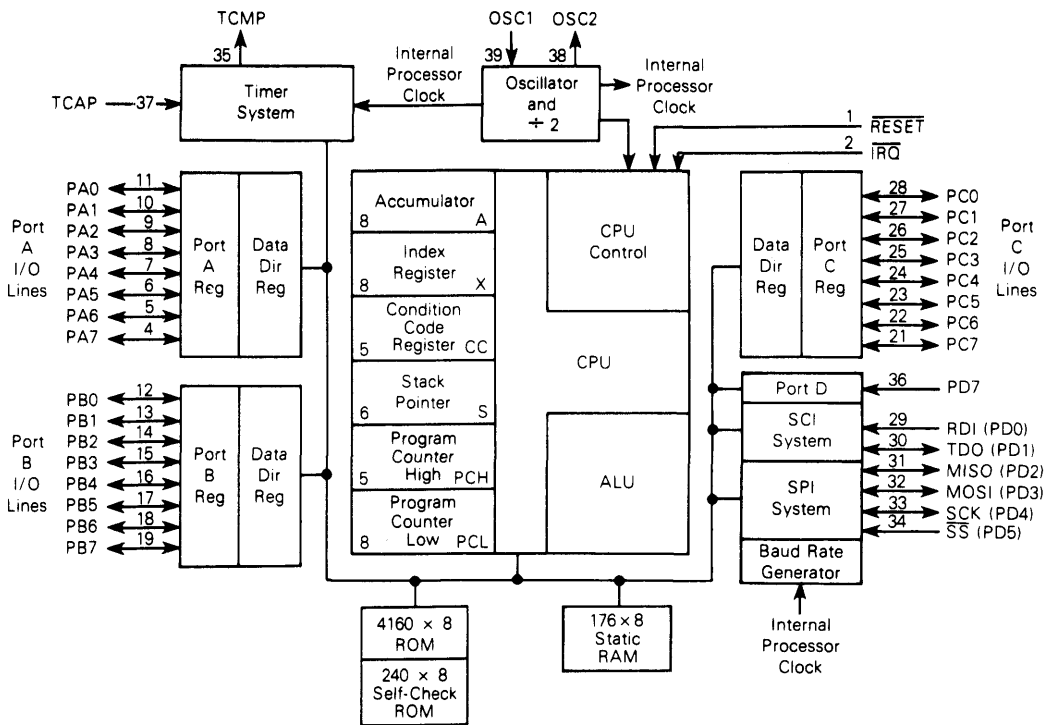 TCMP
OSC1
OSC2
35
39
38
Internal
Processor
Clock
Internal
Processor
Clock
TCAP
37
Timer
System
Oscillator
and
÷ 2
1
RESET
2
IRQ
Port
A
I/O
Lines
PA0 11
PA1 10
PA2 9
PA3 8
PA4 7
PA5 6
PA6 5
PA7 4
Port
A
Reg
Data
Dir
Reg
Port
B
I/O
Lines
PB0 12
PB1 13
PB2 14
PB3 15
PB4 16
PB5 17
PB6 18
PB7 19
Port
B
Reg
Data
Dir
Reg
Accumulator
8 A
Index
Register
8 X
Condition
Code
Register CC
5
Stack
Pointer
6 S
Program
Counter
High PCH
5
Program
Counter
Low PCL
8
CPU
Control
CPU
ALU
Data
Dir
Reg
Port
C
Reg
28 PC0
27 PC1
26 PC2
25 PC3
24 PC4
23 PC5
22 PC6
21 PC7
Port
C
I/O
Lines
Port D
36 PD7
SCI
System
29 RDI (PD0)
30 TDO (PD1)
SPI
System
31 MISO (PD2)
32 MOSI (PD3)
33 SCK (PD4)
34 SS (PD5)
Baud Rate
Generator
Internal
Processor
Clock
4160 × 8
ROM
240 × 8
Self-Check
ROM
176×8
Static
RAM